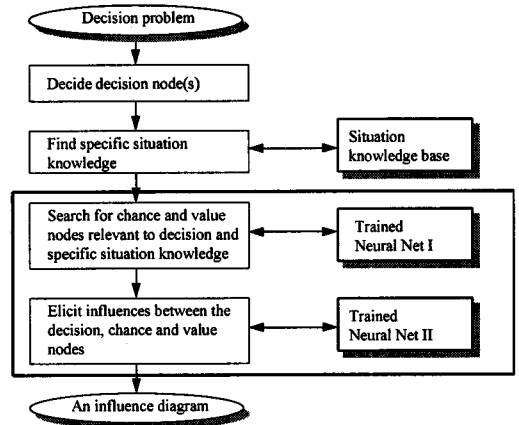 Decision problem
Decide decision node(s)
Find specific situation
knowledge
Situation
knowledge base
Search for chance and value
nodes relevant to decision and
specific situation knowledge
Trained
Neural Net I
Elicit influences between the
decision, chance and value
nodes
Trained
Neural Net II
An influence diagram